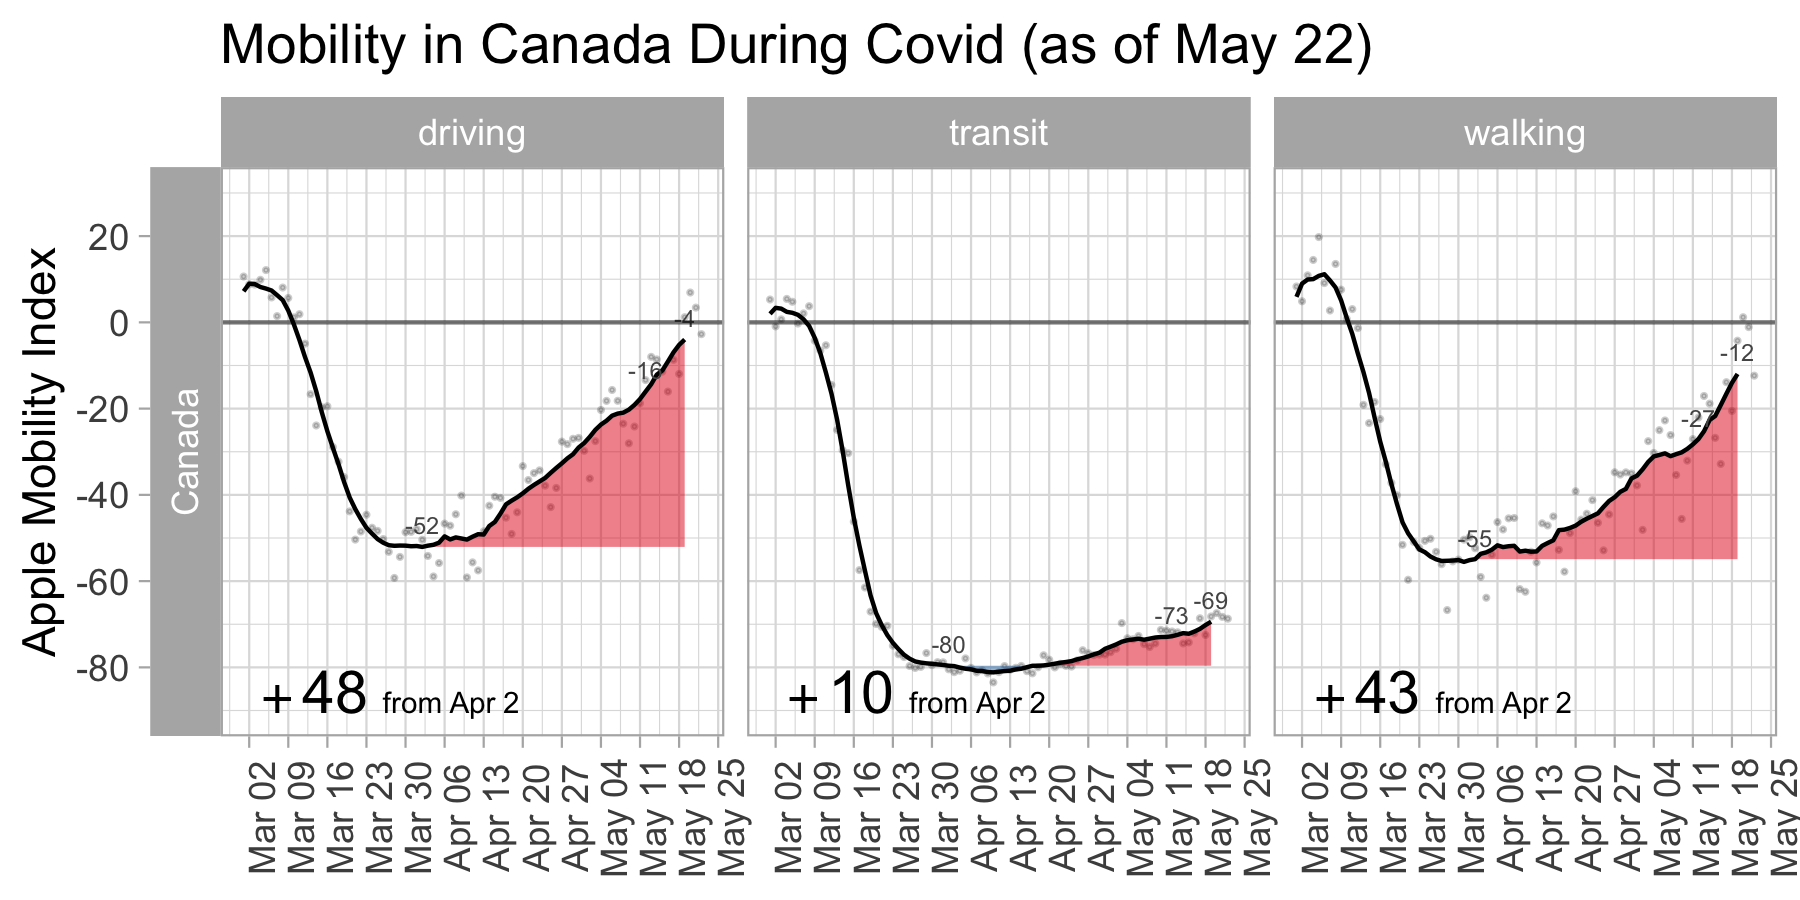 Mobility in Canada During Covid (as of May 22)
driving
transit
walking
Canada
Apple Mobility Index
20
0
-20
-40
-60
-80
-52
-16
-4
+48 from Apr 2
-80
-73
-69
+10 from Apr 2
-55
-27
-12
+43 from Apr 2
Mar 02
Mar 09
Mar 16
Mar 23
Mar 30
Apr 06
Apr 13
Apr 20
Apr 27
May 04
May 11
May 18
May 25
Mar 02
Mar 09
Mar 16
Mar 23
Mar 30
Apr 06
Apr 13
Apr 20
Apr 27
May 04
May 11
May 18
May 25
Mar 02
Mar 09
Mar 16
Mar 23
Mar 30
Apr 06
Apr 13
Apr 20
Apr 27
May 04
May 11
May 18
May 25